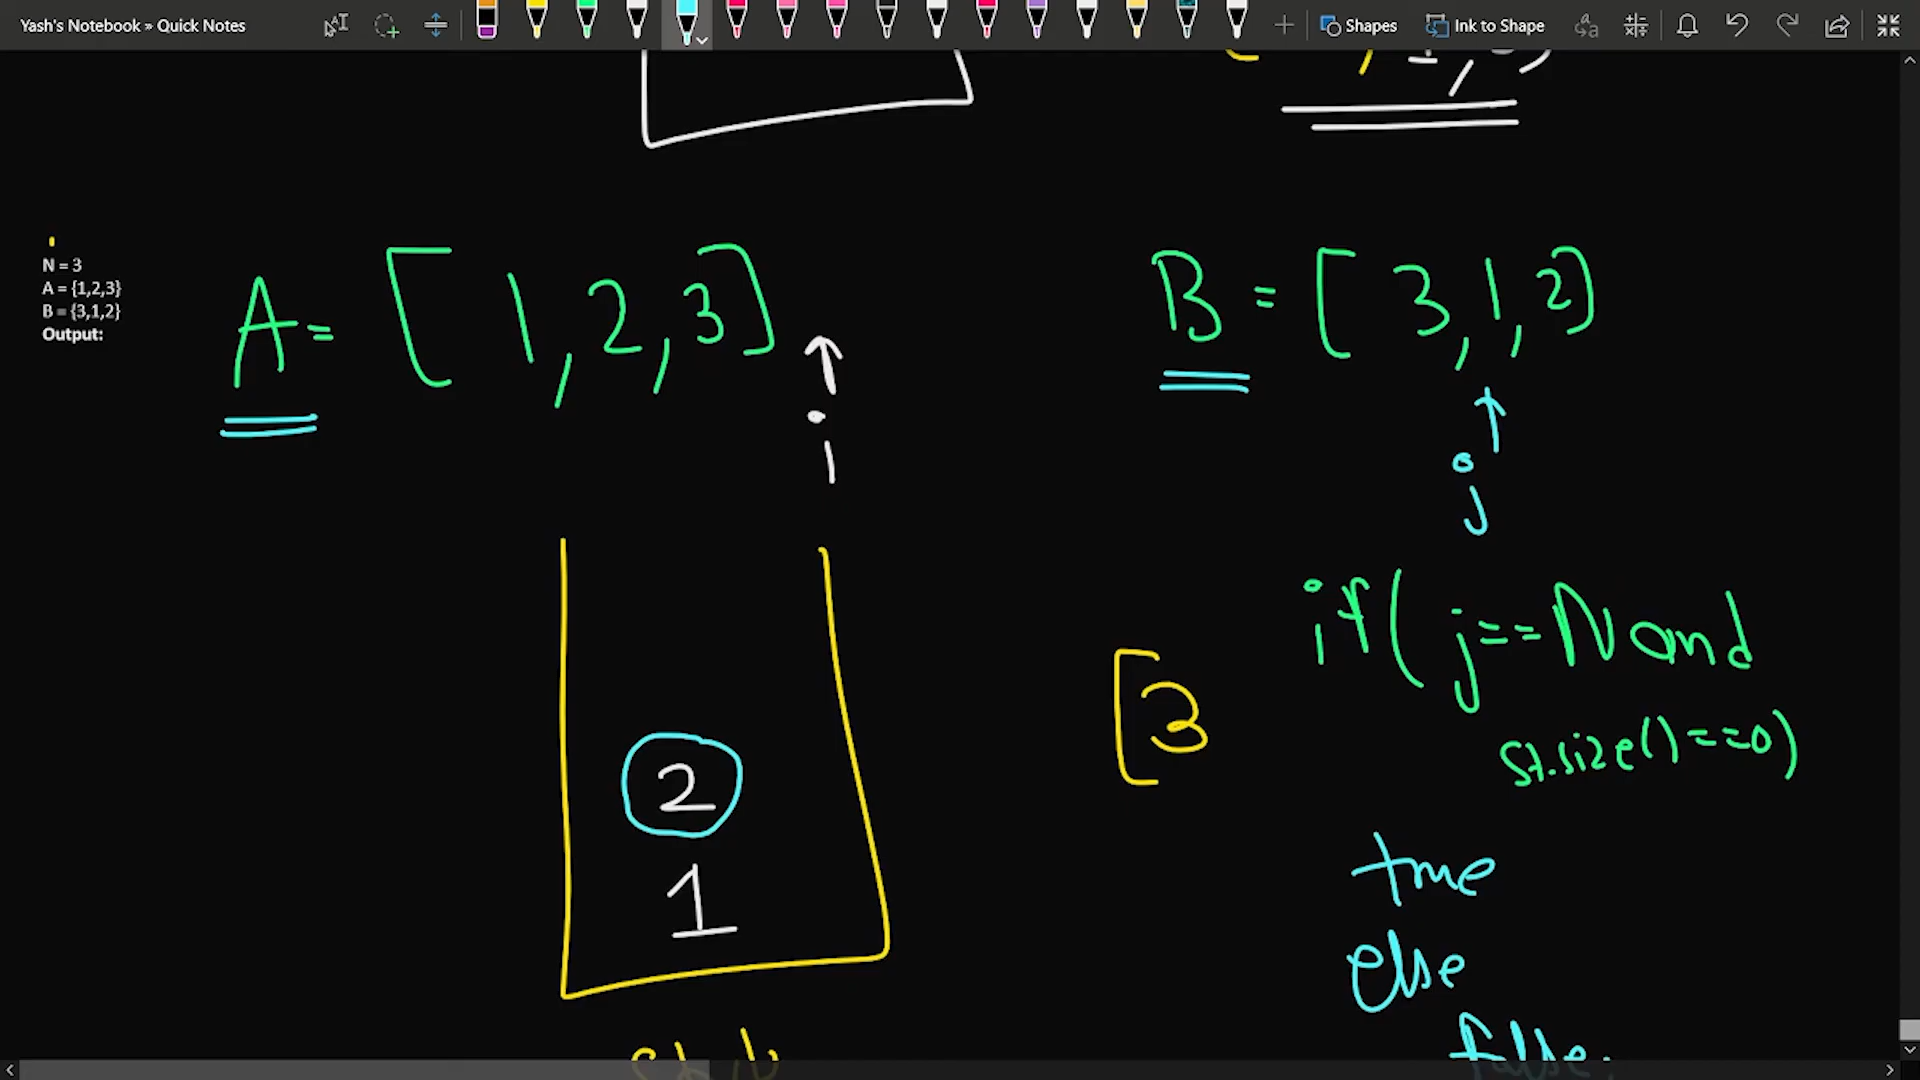 Yash's Notebook » Quick Notes
Shapes
Ink to Shape
N = 3
A = {1,2,3}
B = {3,1,2}
Output:
A = [1,2,3]
B = [3,1,2]
i
j
if(j==N and
st.size()==0)
[3
2
1
true
else
false.